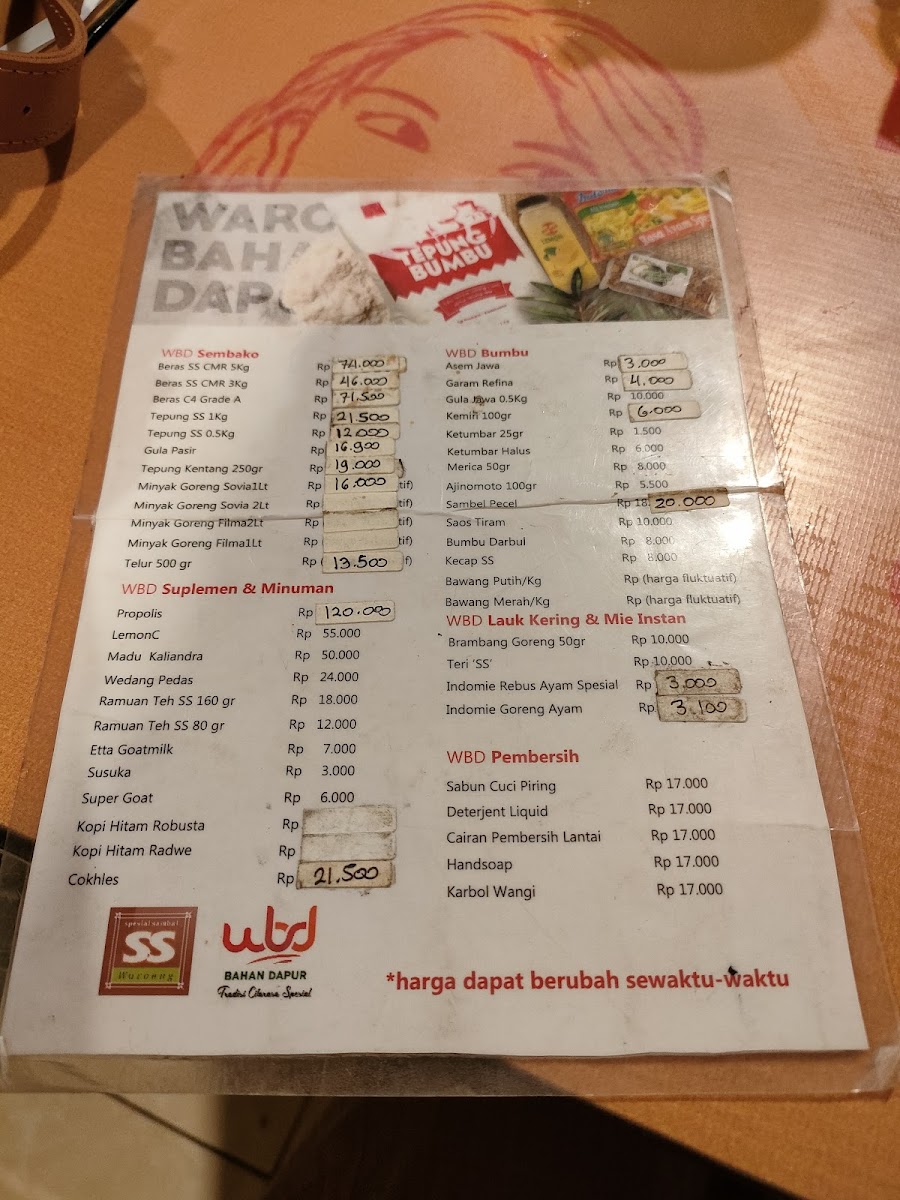 WARO
BAHA
DAP
TEPUNG
BUMBU
WBD Sembako
Beras SS CMR 5Kg Rp 74.000
Beras SS CMR 3Kg Rp 46.000
Beras C4 Grade A Rp 71.500
Tepung SS 1Kg Rp 21.500
Tepung SS 0.5Kg Rp 12.000
Gula Pasir Rp 16.900
Tepung Kentang 250gr Rp 19.000
Minyak Goreng Sovia1Lt Rp 16.000 tif)
Minyak Goreng Sovia 2Lt Rp tif)
Minyak Goreng Filma2Lt Rp tif)
Minyak Goreng Filma1Lt Rp tif)
Telur 500 gr Rp ( 13.500 f)
WBD Suplemen & Minuman
Propolis Rp 120.000
LemonC Rp 55.000
Madu Kaliandra Rp 50.000
Wedang Pedas Rp 24.000
Ramuan Teh SS 160 gr Rp 18.000
Ramuan Teh SS 80 gr Rp 12.000
Etta Goatmilk Rp 7.000
Susuka Rp 3.000
Super Goat Rp 6.000
Kopi Hitam Robusta Rp
Kopi Hitam Radwe Rp
Cokhles Rp 21.500
WBD Bumbu
Asem Jawa Rp 3.000
Garam Refina Rp 4.000
Gula Jawa 0.5Kg Rp 10.000
Kemiri 100gr Rp 6.000
Ketumbar 25gr Rp 1.500
Ketumbar Halus Rp 6.000
Merica 50gr Rp 8.000
Ajinomoto 100gr Rp 5.500
Sambel Pecel Rp 18. 20.000
Saos Tiram Rp 10.000
Bumbu Darbul Rp 8.000
Kecap SS Rp 8.000
Bawang Putih/Kg Rp (harga fluktuatif)
Bawang Merah/Kg Rp (harga fluktuatif)
WBD Lauk Kering & Mie Instan
Brambang Goreng 50gr Rp 10.000
Teri ‘SS’ Rp 10.000
Indomie Rebus Ayam Spesial Rp 3.000
Indomie Goreng Ayam Rp 3.100
WBD Pembersih
Sabun Cuci Piring Rp 17.000
Deterjent Liquid Rp 17.000
Cairan Pembersih Lantai Rp 17.000
Handsoap Rp 17.000
Karbol Wangi Rp 17.000
spesial sambal
SS
Waroeng
wbd
BAHAN DAPUR
Tradisi Citarasa Spesial
*harga dapat berubah sewaktu-waktu